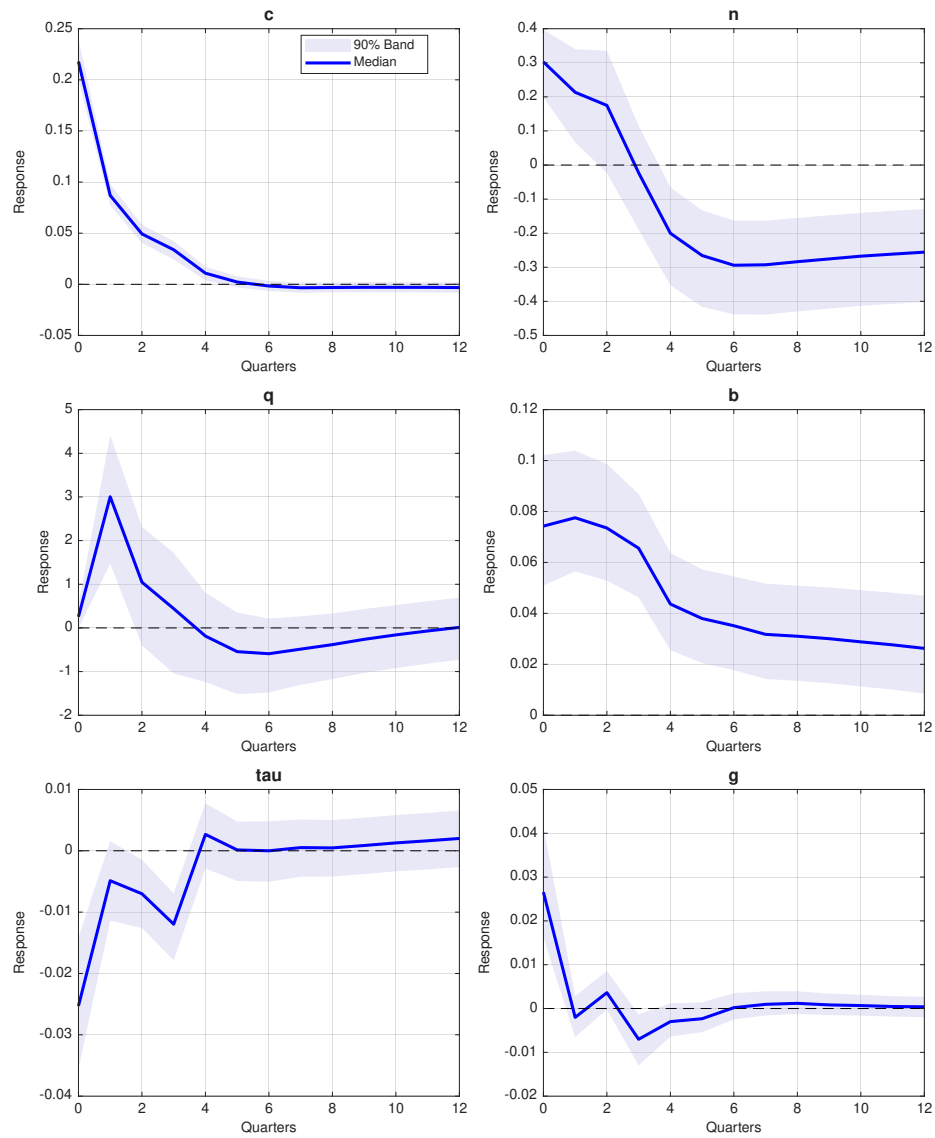 c
0.25
0.2
0.15
0.1
0.05
0
-0.05
Response
90% Band
Median
0 2 4 6 8 10 12
Quarters
n
0.4
0.3
0.2
0.1
0
-0.1
-0.2
-0.3
-0.4
-0.5
Response
0 2 4 6 8 10 12
Quarters
q
5
4
3
2
1
0
-1
-2
Response
0 2 4 6 8 10 12
Quarters
b
0.12
0.1
0.08
0.06
0.04
0.02
0
Response
0 2 4 6 8 10 12
Quarters
tau
0.01
0
-0.01
-0.02
-0.03
-0.04
Response
0 2 4 6 8 10 12
Quarters
g
0.05
0.04
0.03
0.02
0.01
0
-0.01
-0.02
Response
0 2 4 6 8 10 12
Quarters